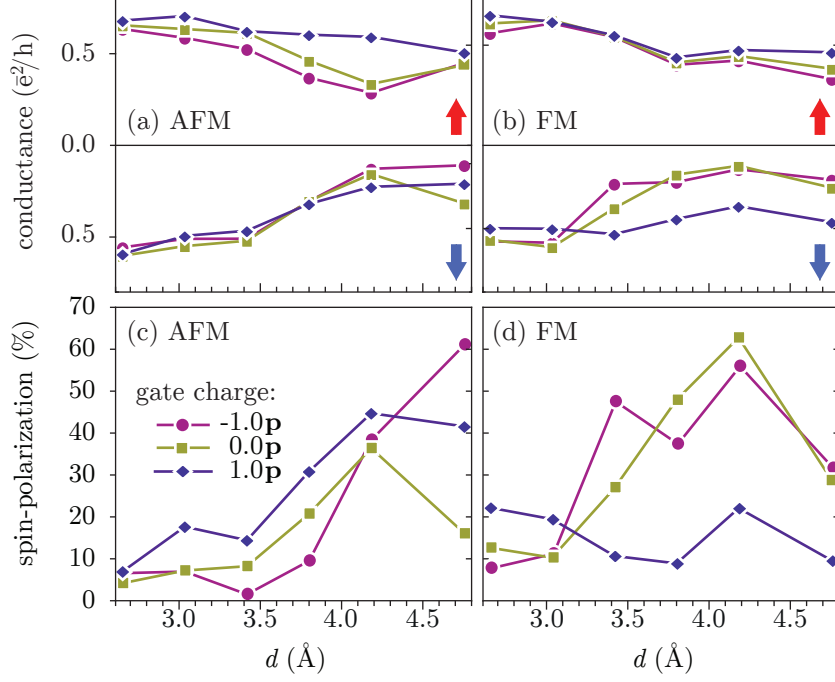 conductance (e²/h)
0.5
0.0
0.5
(a) AFM
(b) FM
spin-polarization (%)
70
60
50
40
30
20
10
0
(c) AFM
(d) FM
gate charge:
-1.0p
0.0p
1.0p
3.0 3.5 4.0 4.5
3.0 3.5 4.0 4.5
d (Å)
d (Å)